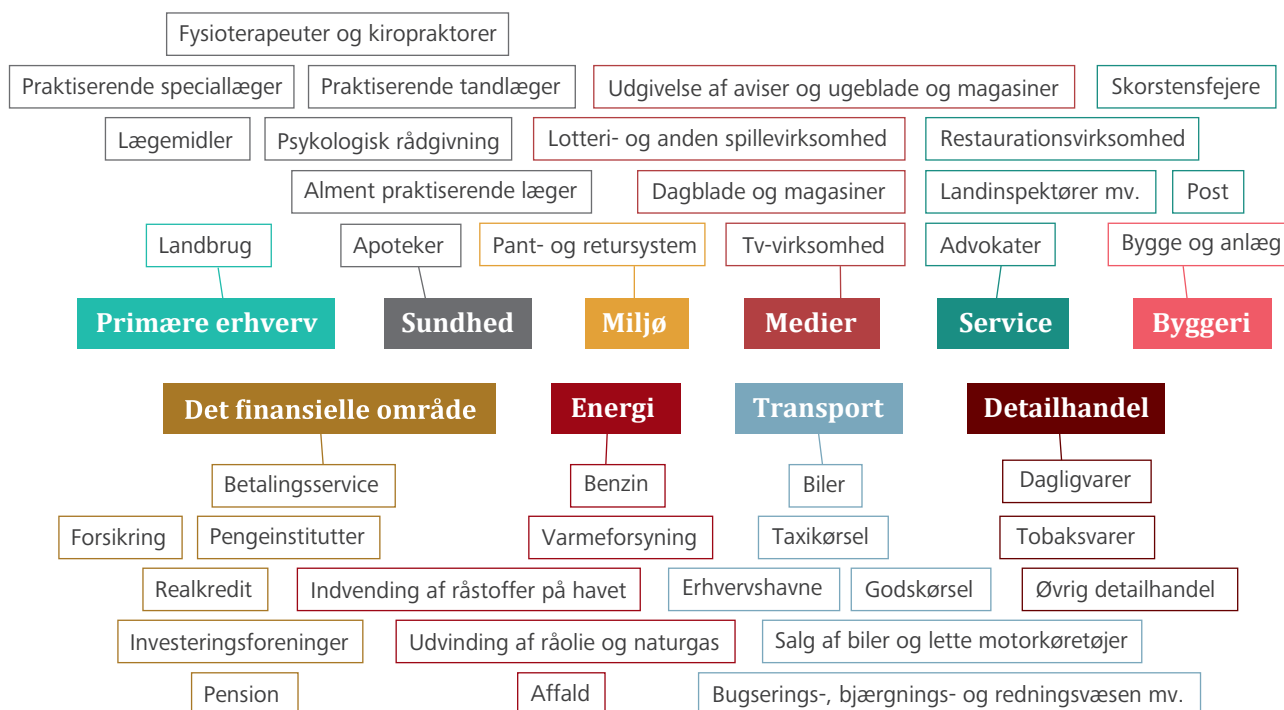 Fysioterapeuter og kiropraktorer
Praktiserende speciallæger
Praktiserende tandlæger
Udgivelse af aviser og ugeblade og magasiner
Skorstensfejere
Lægemidler
Psykologisk rådgivning
Lotteri- og anden spillevirksomhed
Restaurationsvirksomhed
Alment praktiserende læger
Dagblade og magasiner
Landinspektører mv.
Post
Landbrug
Apoteker
Pant- og retursystem
Tv-virksomhed
Advokater
Bygge og anlæg
Primære erhverv
Sundhed
Miljø
Medier
Service
Byggeri
Det finansielle område
Energi
Transport
Detailhandel
Betalingsservice
Benzin
Biler
Dagligvarer
Forsikring
Pengeinstitutter
Varmeforsyning
Taxikørsel
Tobaksvarer
Realkredit
Indvending af råstoffer på havet
Erhvervshavne
Godskørsel
Øvrig detailhandel
Investeringsforeninger
Udvinding af råolie og naturgas
Salg af biler og lette motorkøretøjer
Pension
Affald
Bugserings-, bjærgnings- og redningsvæsen mv.